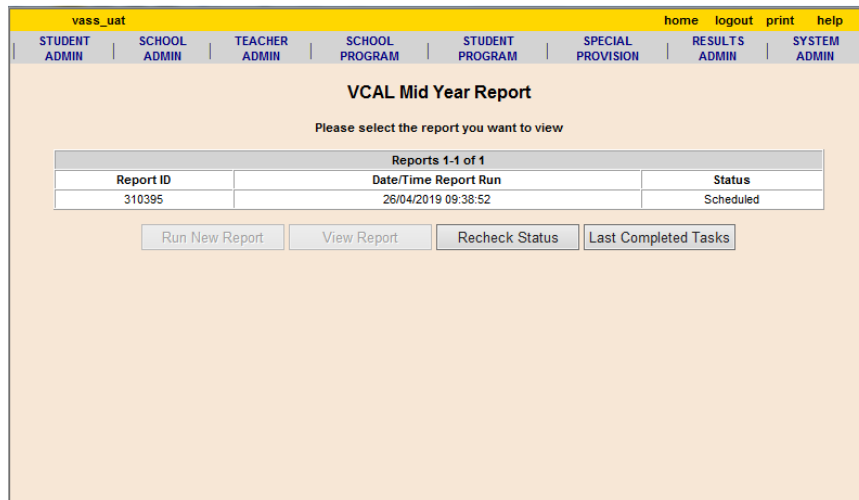 vass_uat home logout print help
| STUDENT ADMIN | SCHOOL ADMIN | TEACHER ADMIN | SCHOOL PROGRAM | STUDENT PROGRAM | SPECIAL PROVISION | RESULTS ADMIN | SYSTEM ADMIN
VCAL Mid Year Report
Please select the report you want to view
Reports 1-1 of 1
Report ID Date/Time Report Run Status
310395 26/04/2019 09:38:52 Scheduled
Run New Report View Report Recheck Status Last Completed Tasks